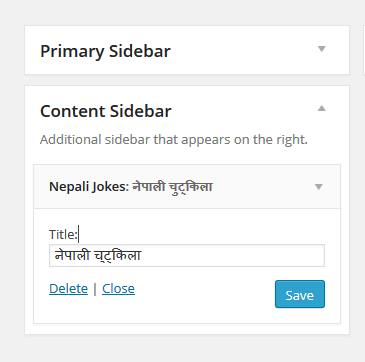 Primary Sidebar
Content Sidebar
Additional sidebar that appears on the right.
Nepali Jokes: नेपाली चुट्किला
Title:
नेपाली चुट्किला
Delete | Close
Save